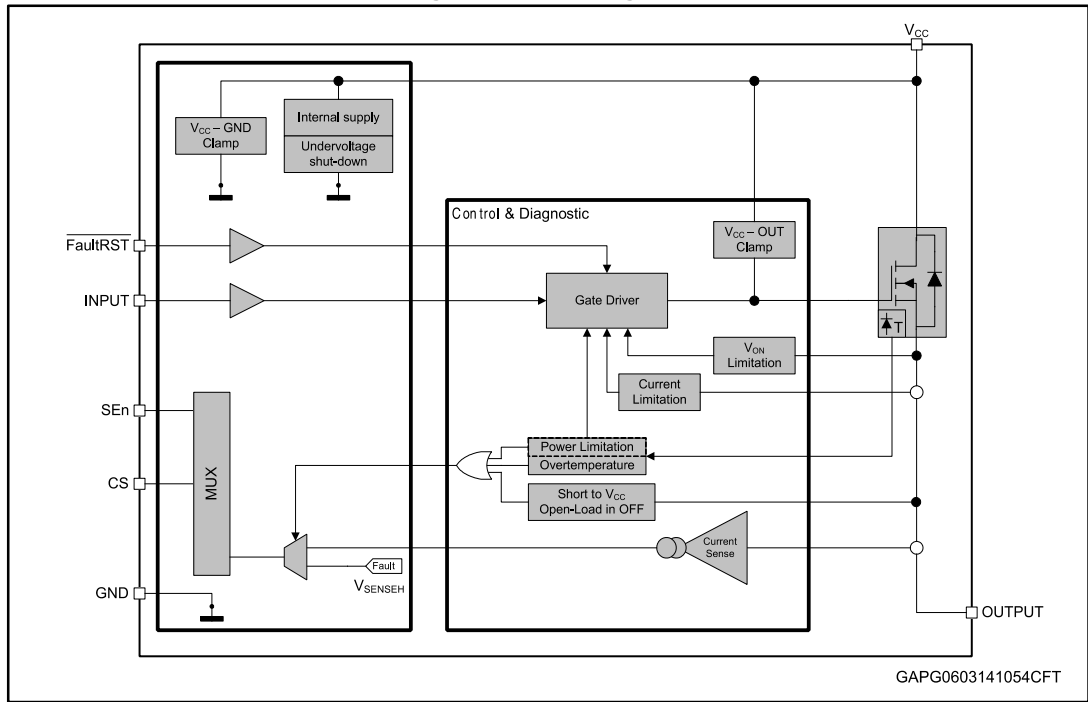 VCC
VCC – GND
Clamp
Internal supply
Undervoltage
shut-down
Control & Diagnostic
VCC – OUT
Clamp
FaultRST
INPUT
Gate Driver
T
VON
Limitation
Current
Limitation
SEn
Power Limitation
Overtemperature
MUX
CS
Short to VCC
Open-Load in OFF
Current
Sense
Fault
VSENSEH
GND
OUTPUT
GAPG0603141054CFT